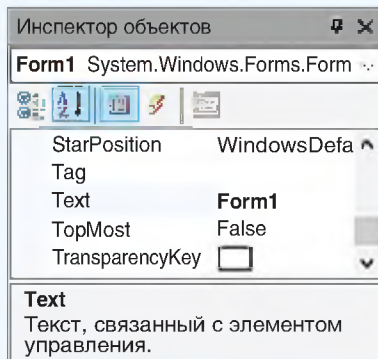 Инспектор объектов
Form1 System.Windows.Forms.Form
StarPosition WindowsDefa
Tag
Text Form1
TopMost False
TransparencyKey
Text
Текст, связанный с элементом
управления.